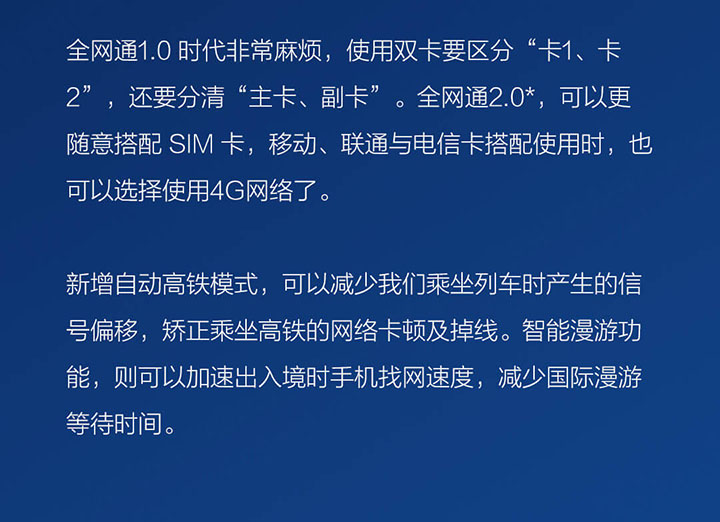 全网通1.0 时代非常麻烦，使用双卡要区分“卡1、卡
2”，还要分清“主卡、副卡”。全网通2.0*，可以更
随意搭配 SIM 卡，移动、联通与电信卡搭配使用时，也
可以选择使用4G网络了。
新增自动高铁模式，可以减少我们乘坐列车时产生的信
号偏移，矫正乘坐高铁的网络卡顿及掉线。智能漫游功
能，则可以加速出入境时手机找网速度，减少国际漫游
等待时间。